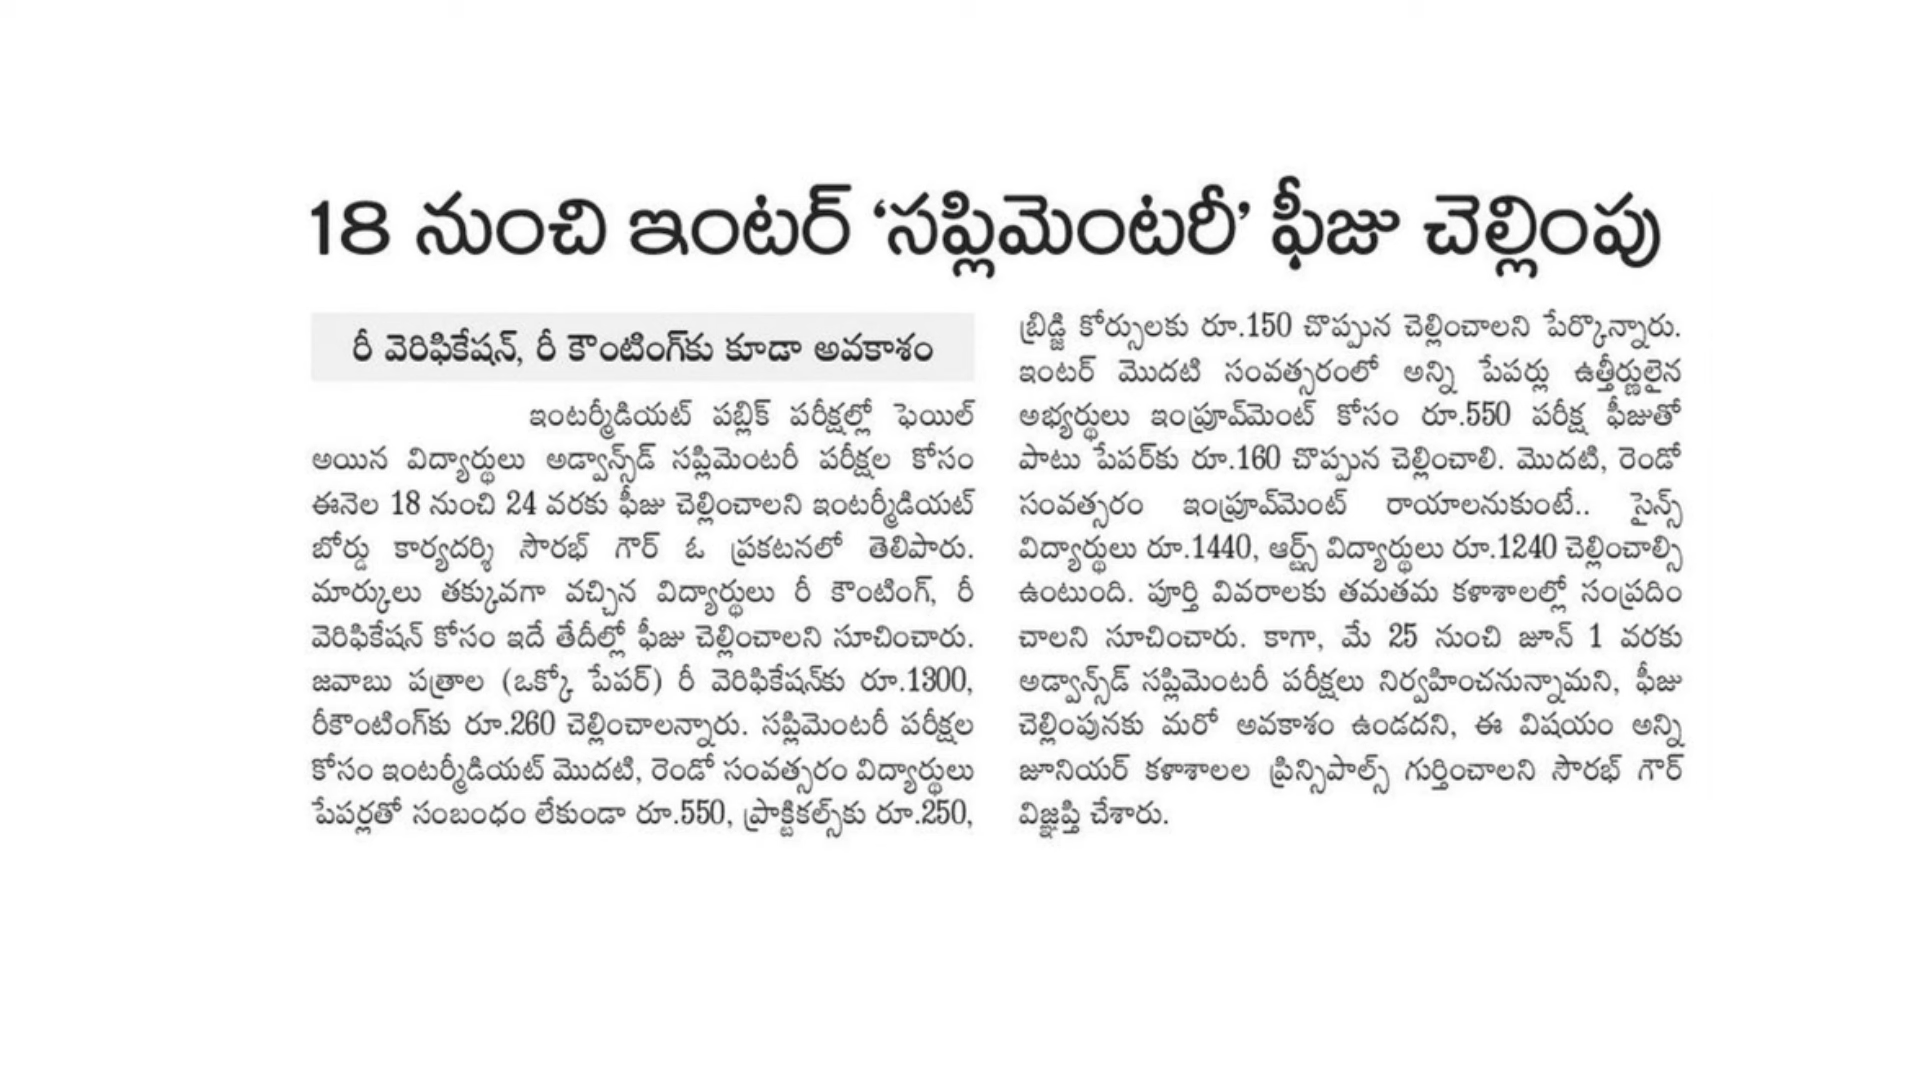 18 నుంచి ఇంటర్ ‘సప్లిమెంటరీ’ ఫీజు చెల్లింపు
రీ వెరిఫికేషన్, రీ కౌంటింగ్‌కు కూడా అవకాశం
ఇంటర్మీడియట్ పబ్లిక్ పరీక్షల్లో ఫెయిల్
అయిన విద్యార్థులు అడ్వాన్స్‌డ్ సప్లిమెంటరీ పరీక్షల కోసం
ఈనెల 18 నుంచి 24 వరకు ఫీజు చెల్లించాలని ఇంటర్మీడియట్
బోర్డు కార్యదర్శి సౌరభ్ గౌర్ ఓ ప్రకటనలో తెలిపారు.
మార్కులు తక్కువగా వచ్చిన విద్యార్థులు రీ కౌంటింగ్, రీ
వెరిఫికేషన్ కోసం ఇదే తేదీల్లో ఫీజు చెల్లించాలని సూచించారు.
జవాబు పత్రాల (ఒక్కో పేపర్) రీ వెరిఫికేషన్‌కు రూ.1300,
రీకౌంటింగ్‌కు రూ.260 చెల్లించాలన్నారు. సప్లిమెంటరీ పరీక్షల
కోసం ఇంటర్మీడియట్ మొదటి, రెండో సంవత్సరం విద్యార్థులు
పేపర్లతో సంబంధం లేకుండా రూ.550, ప్రాక్టికల్స్‌కు రూ.250,
బ్రిడ్జి కోర్సులకు రూ.150 చొప్పున చెల్లించాలని పేర్కొన్నారు.
ఇంటర్ మొదటి సంవత్సరంలో అన్ని పేపర్లు ఉత్తీర్ణులైన
అభ్యర్థులు ఇంప్రూవ్‌మెంట్ కోసం రూ.550 పరీక్ష ఫీజుతో
పాటు పేపర్‌కు రూ.160 చొప్పున చెల్లించాలి. మొదటి, రెండో
సంవత్సరం ఇంప్రూవ్‌మెంట్ రాయాలనుకుంటే.. సైన్స్
విద్యార్థులు రూ.1440, ఆర్ట్స్ విద్యార్థులు రూ.1240 చెల్లించాల్సి
ఉంటుంది. పూర్తి వివరాలకు తమతమ కళాశాలల్లో సంప్రదిం
చాలని సూచించారు. కాగా, మే 25 నుంచి జూన్ 1 వరకు
అడ్వాన్స్‌డ్ సప్లిమెంటరీ పరీక్షలు నిర్వహించనున్నామని, ఫీజు
చెల్లింపునకు మరో అవకాశం ఉండదని, ఈ విషయం అన్ని
జూనియర్ కళాశాలల ప్రిన్సిపాల్స్ గుర్తించాలని సౌరభ్ గౌర్
విజ్ఞప్తి చేశారు.